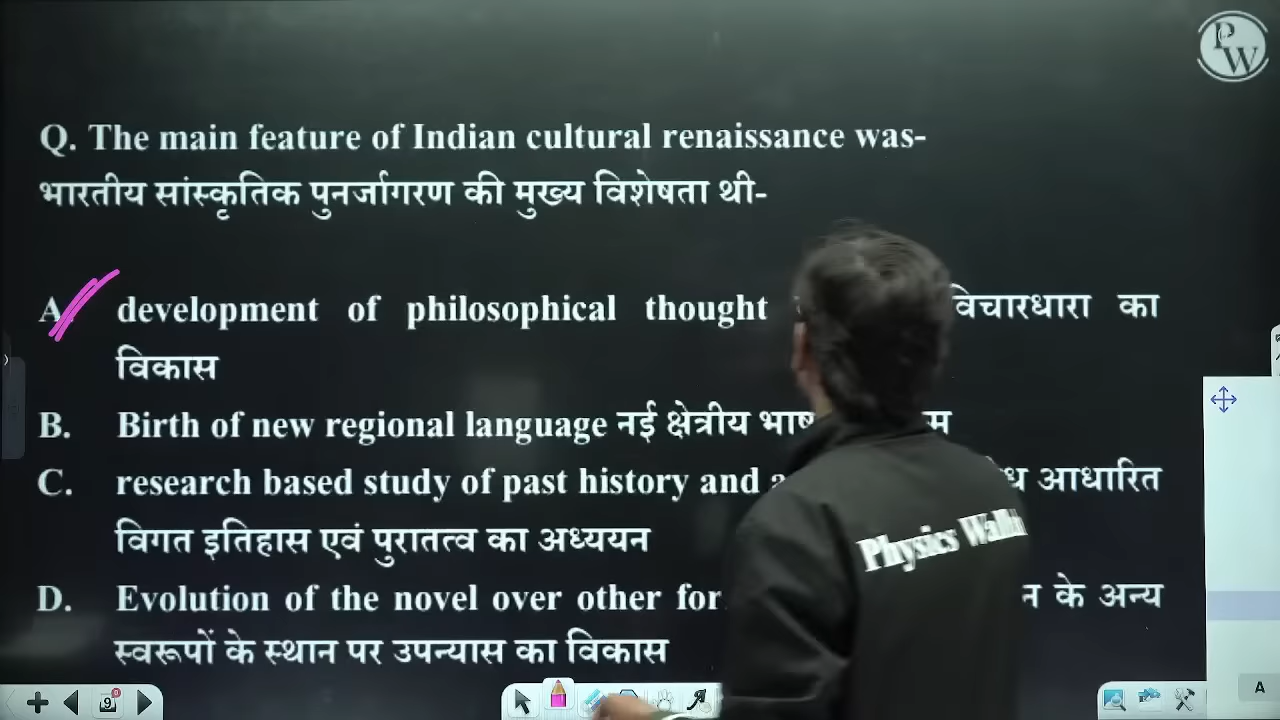 PW
Q. The main feature of Indian cultural renaissance was-
भारतीय सांस्कृतिक पुनर्जागरण की मुख्य विशेषता थी-
A. development of philosophical thought विचारधारा का
विकास
B. Birth of new regional language नई क्षेत्रीय
C. research based study of past history and आधारित
विगत इतिहास एवं पुरातत्व का अध्ययन
D. Evolution of the novel over other के अन्य
स्वरूपों के स्थान पर उपन्यास का विकास
Physics Wallah
9
A